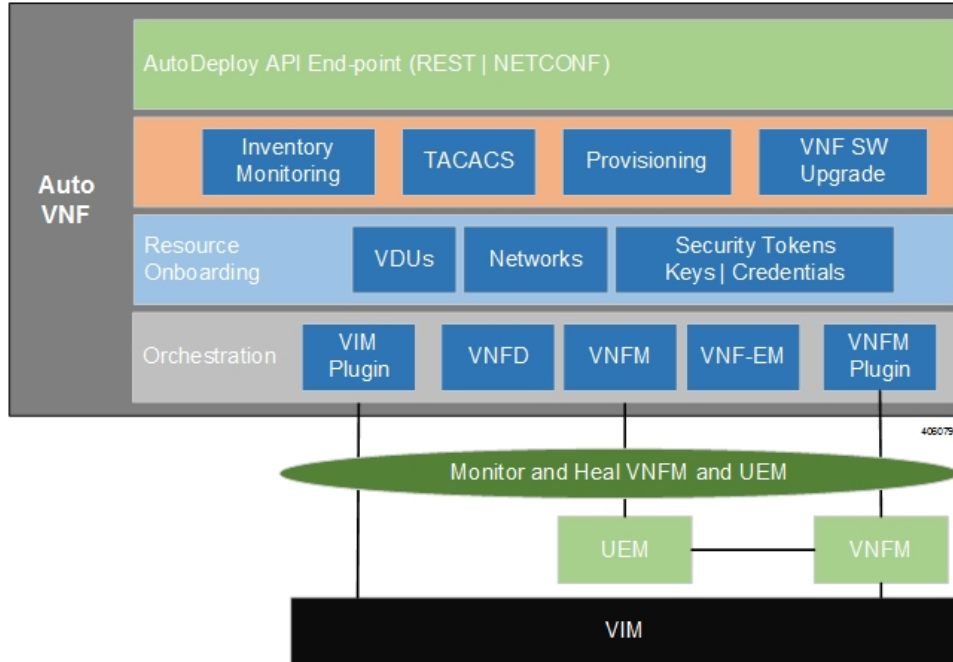 AutoDeploy API End-point (REST | NETCONF)
Inventory
Monitoring
TACACS
Provisioning
VNF SW
Upgrade
Auto
VNF
Resource
Onboarding
VDUs
Networks
Security Tokens
Keys | Credentials
Orchestration
VIM
Plugin
VNFD
VNFM
VNF-EM
VNFM
Plugin
406079
Monitor and Heal VNFM and UEM
UEM
VNFM
VIM